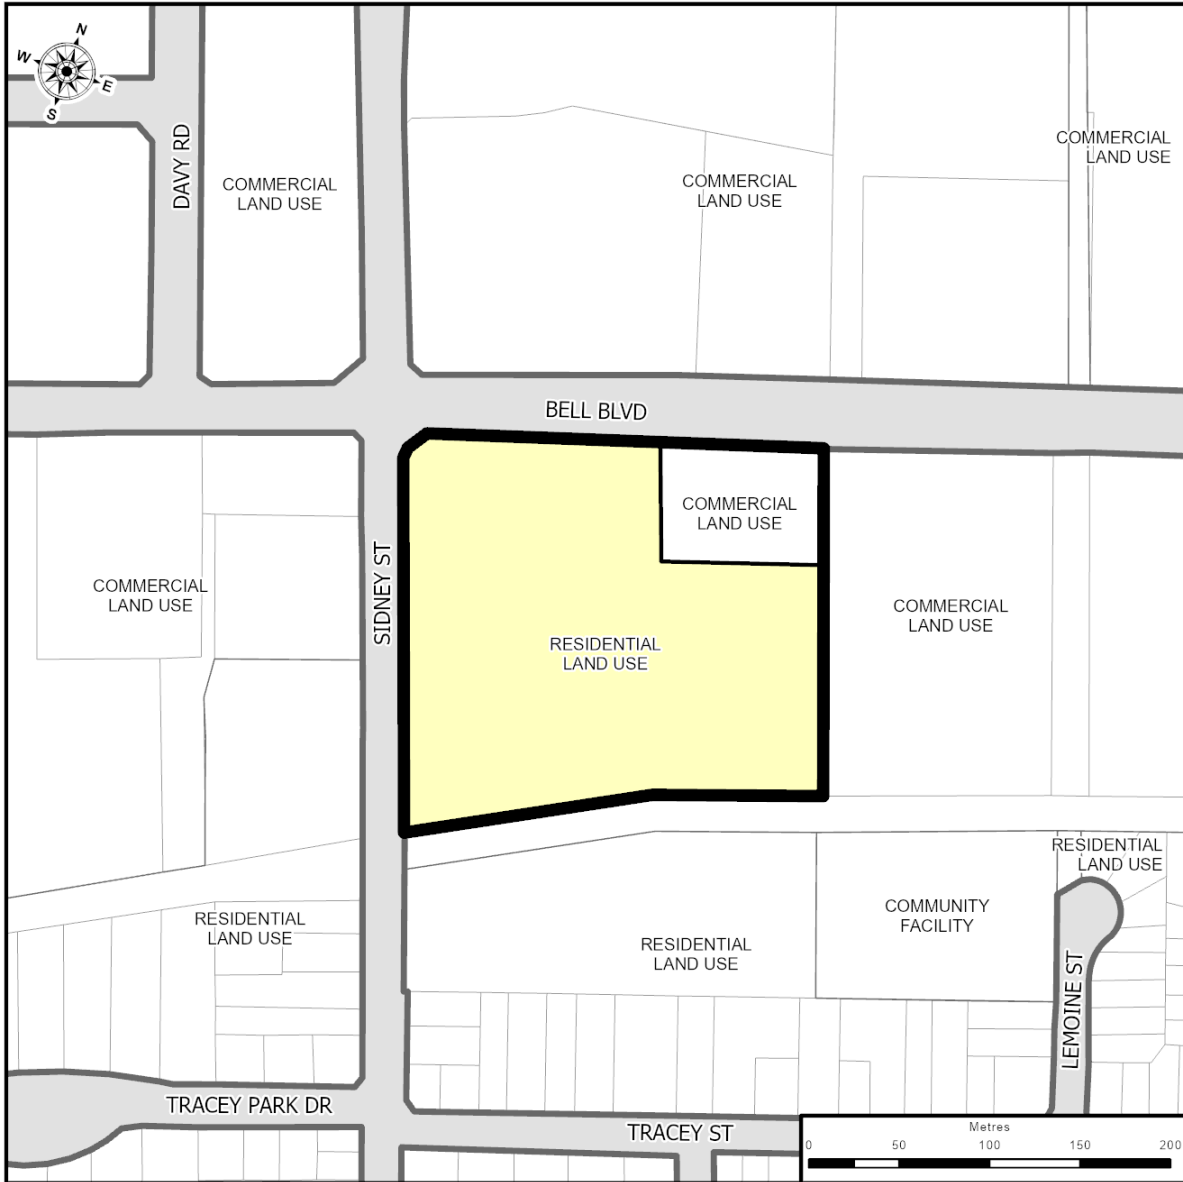 N
W
E
S
DAVY RD
COMMERCIAL
LAND USE
COMMERCIAL
LAND USE
COMMERCIAL
LAND USE
BELL BLVD
SIDNEY ST
COMMERCIAL
LAND USE
COMMERCIAL
LAND USE
COMMERCIAL
LAND USE
RESIDENTIAL
LAND USE
RESIDENTIAL
LAND USE
RESIDENTIAL
LAND USE
COMMUNITY
FACILITY
RESIDENTIAL
LAND USE
LEMOINE ST
TRACEY PARK DR
TRACEY ST
Metres
0 50 100 150 200